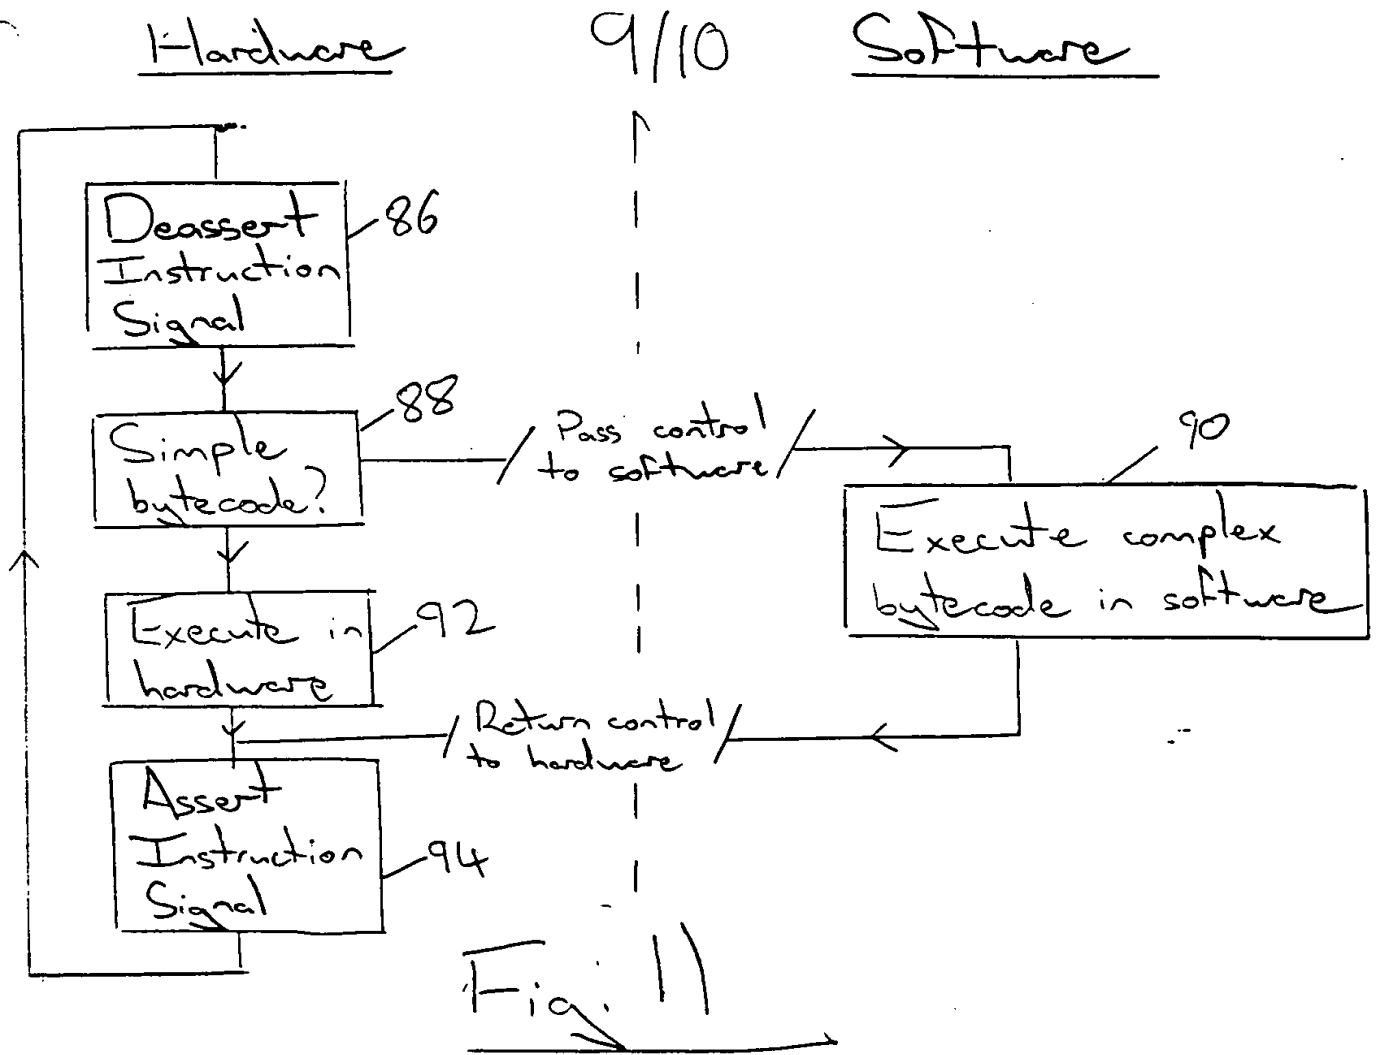 Hardware
9/10
Software
Deassert
Instruction
Signal
86
Simple
bytecode?
88
Pass control
to software
90
Execute complex
bytecode in software
Execute in
hardware
92
Return control
to hardware
Assert
Instruction
Signal
94
Fig. 11